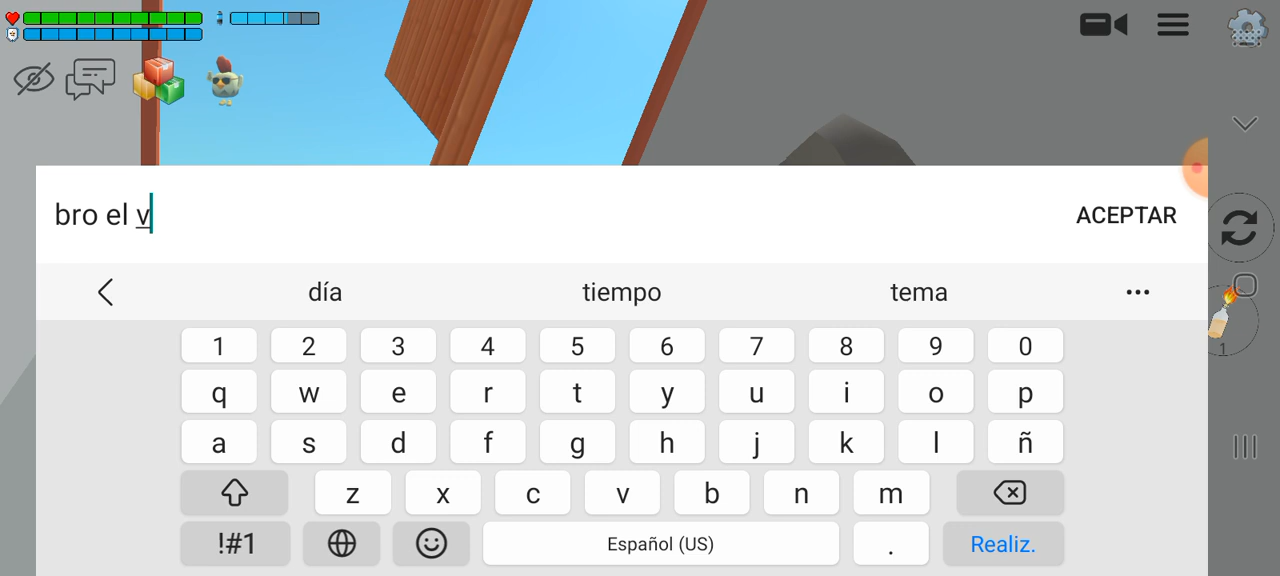 bro el v
ACEPTAR
día tiempo tema
1 2 3 4 5 6 7 8 9 0
q w e r t y u i o p
1
a s d f g h j k l ñ
z x c v b n m
!#1 Español (US) . Realiz.